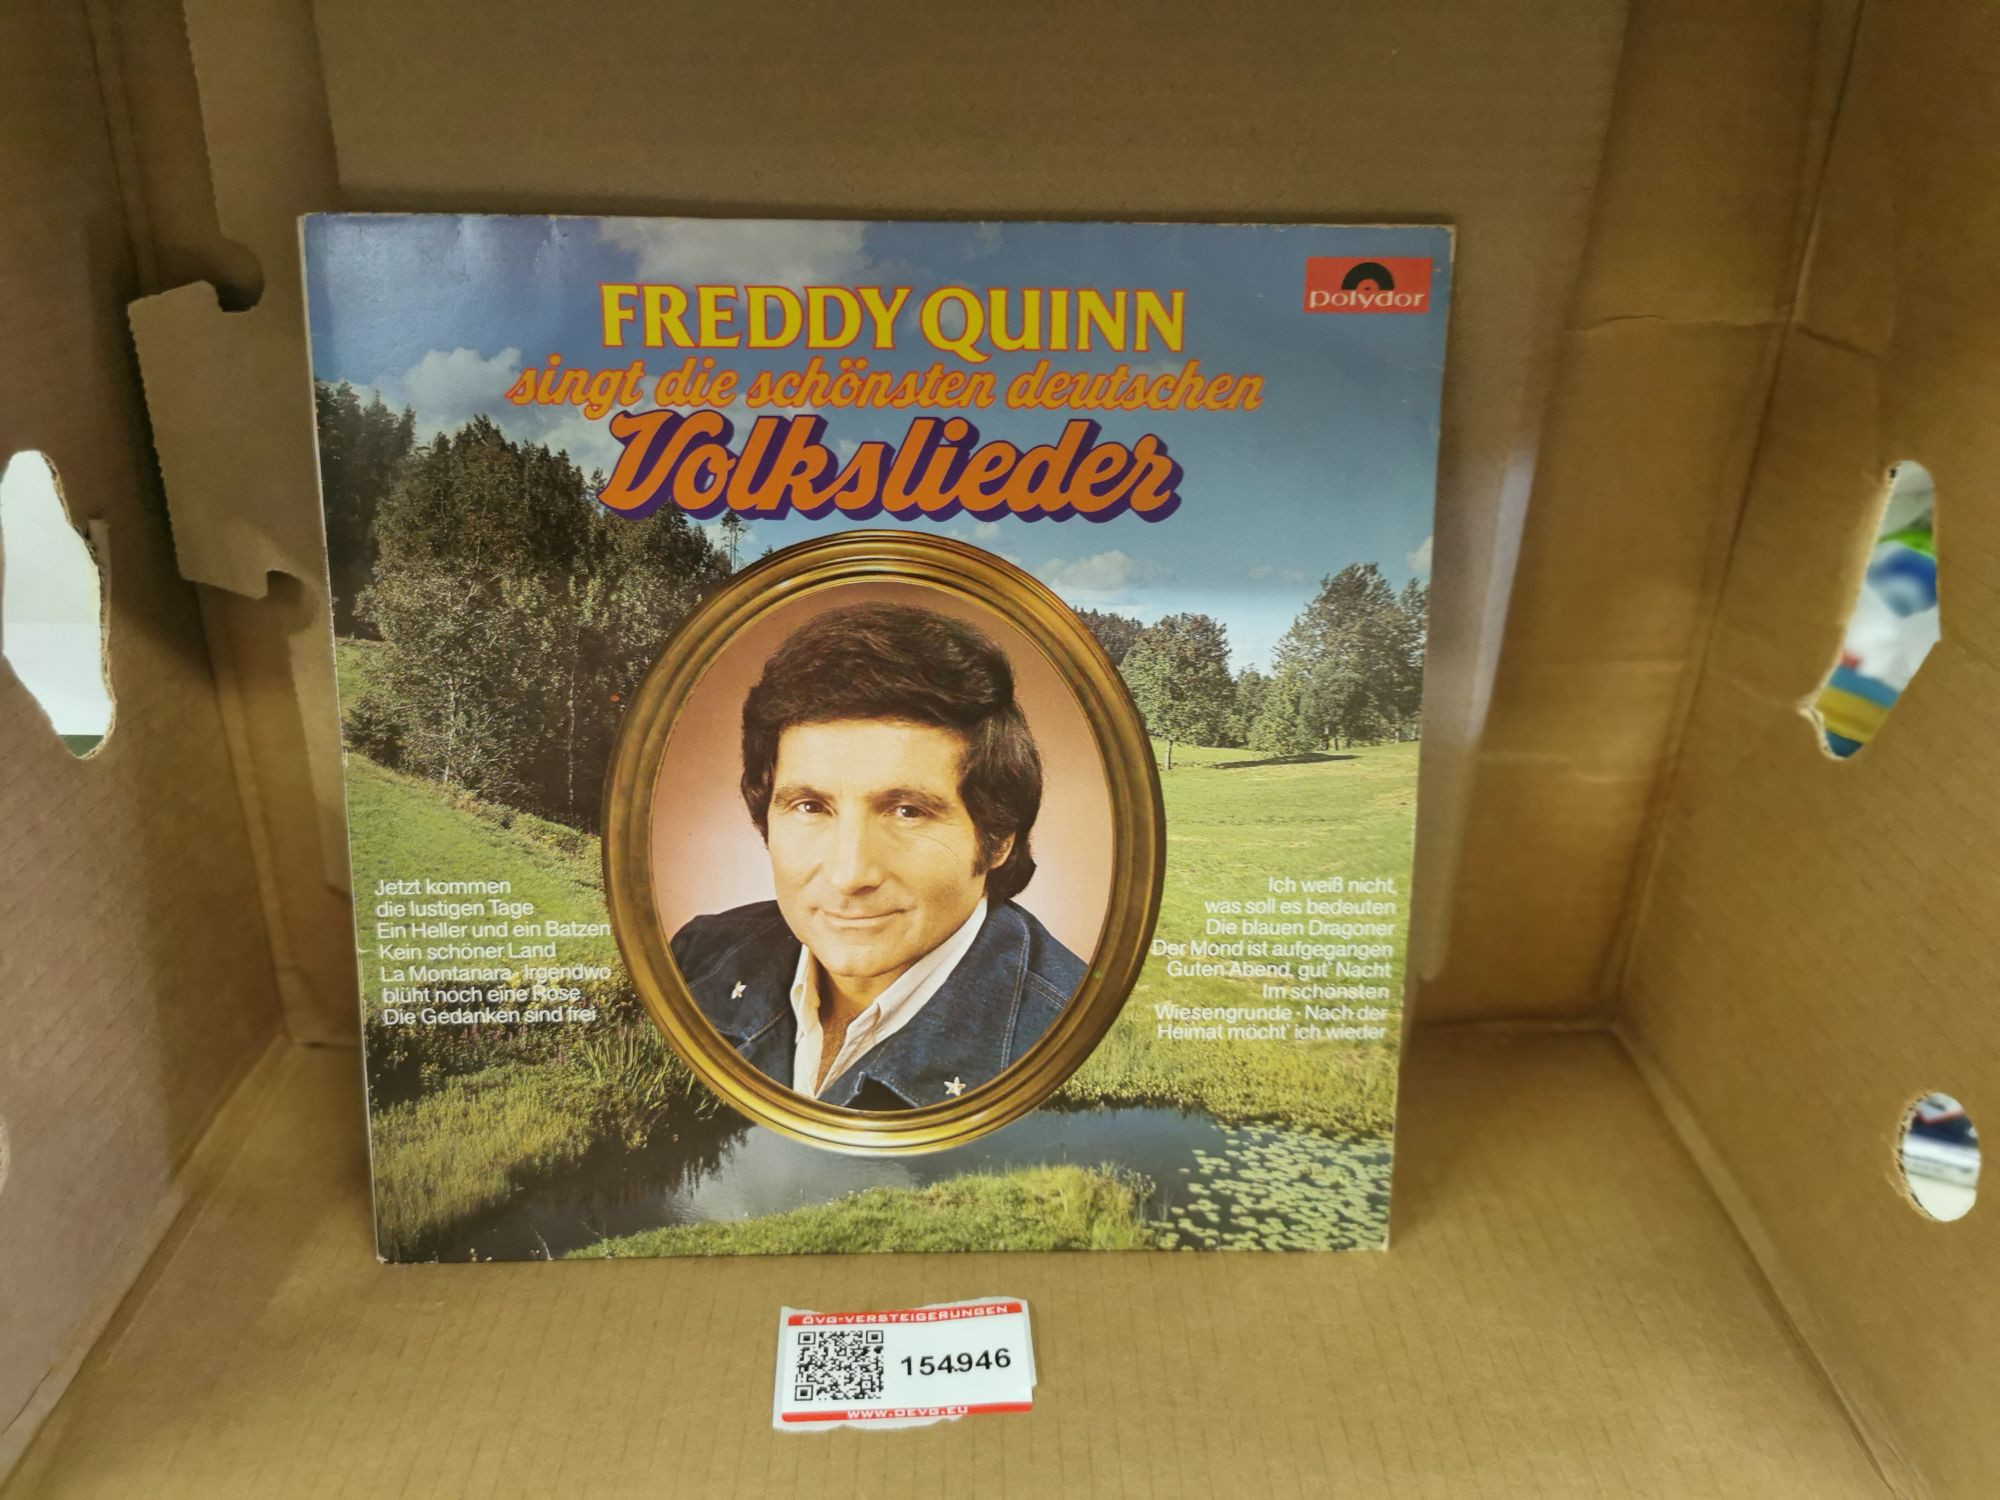 FREDDY QUINN
polydor
singt die schönsten deutschen
Volkslieder
Jetzt kommen
die lustigen Tage
Ein Heller und ein Batzen
Kein schöner Land
La Montanara · Irgendwo
blüht noch eine Rose
Die Gedanken sind frei
Ich weiß nicht,
was soll es bedeuten
Die blauen Dragoner
Der Mond ist aufgegangen
Guten Abend, gut' Nacht
Im schönsten
Wiesengrunde · Nach der
Heimat möcht' ich wieder
ÖVG-VERSTEIGERUNGEN
154946
WWW.OEVG.EU